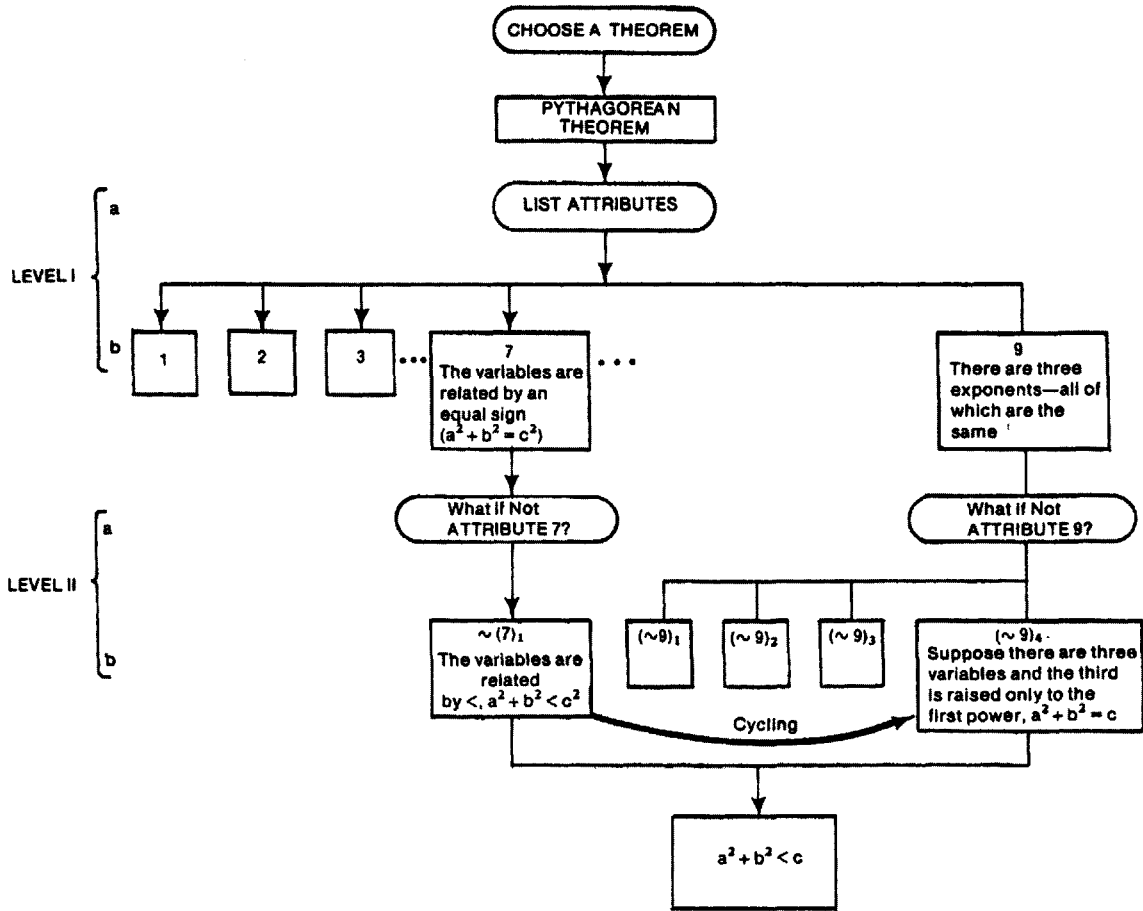 CHOOSE A THEOREM
PYTHAGOREAN
THEOREM
LIST ATTRIBUTES
a
LEVEL I
b
1
2
3
...
7
The variables are
related by an
equal sign
(a² + b² = c²)
...
9
There are three
exponents—all of
which are the
same
a
LEVEL II
b
What if Not
ATTRIBUTE 7?
What if Not
ATTRIBUTE 9?
~ (7)₁
The variables are
related
by <, a² + b² < c²
(~9)₁
(~ 9)₂
(~ 9)₃
(~ 9)₄
Suppose there are three
variables and the third
is raised only to the
first power, a² + b² = c
Cycling
a² + b² < c